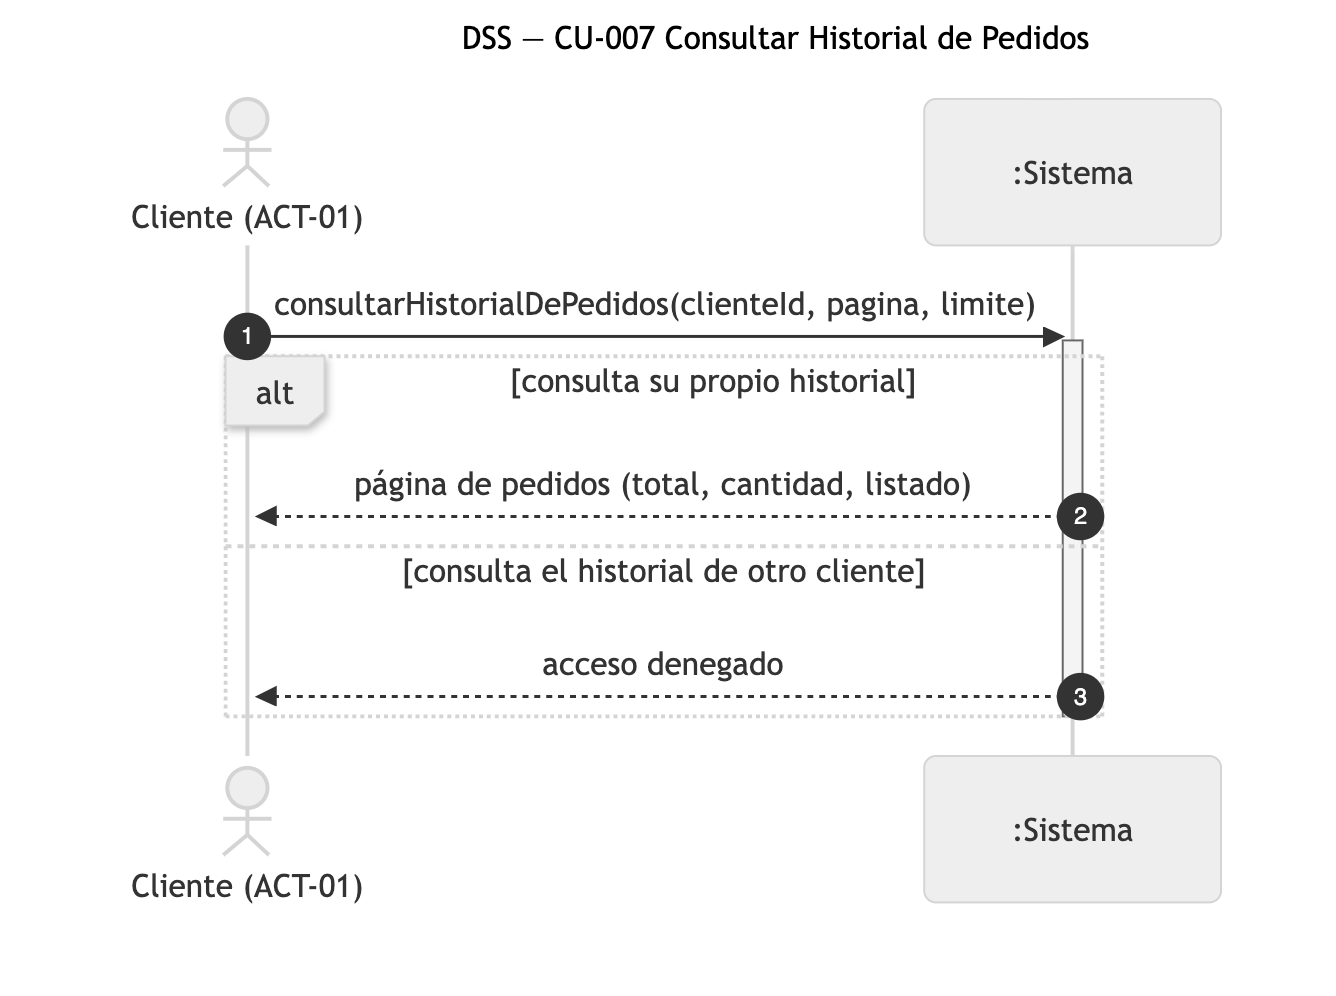 DSS — CU-007 Consultar Historial de Pedidos
Cliente (ACT-01)
:Sistema
consultarHistorialDePedidos(clienteId, pagina, limite)
1
alt
[consulta su propio historial]
página de pedidos (total, cantidad, listado)
2
[consulta el historial de otro cliente]
acceso denegado
3
Cliente (ACT-01)
:Sistema